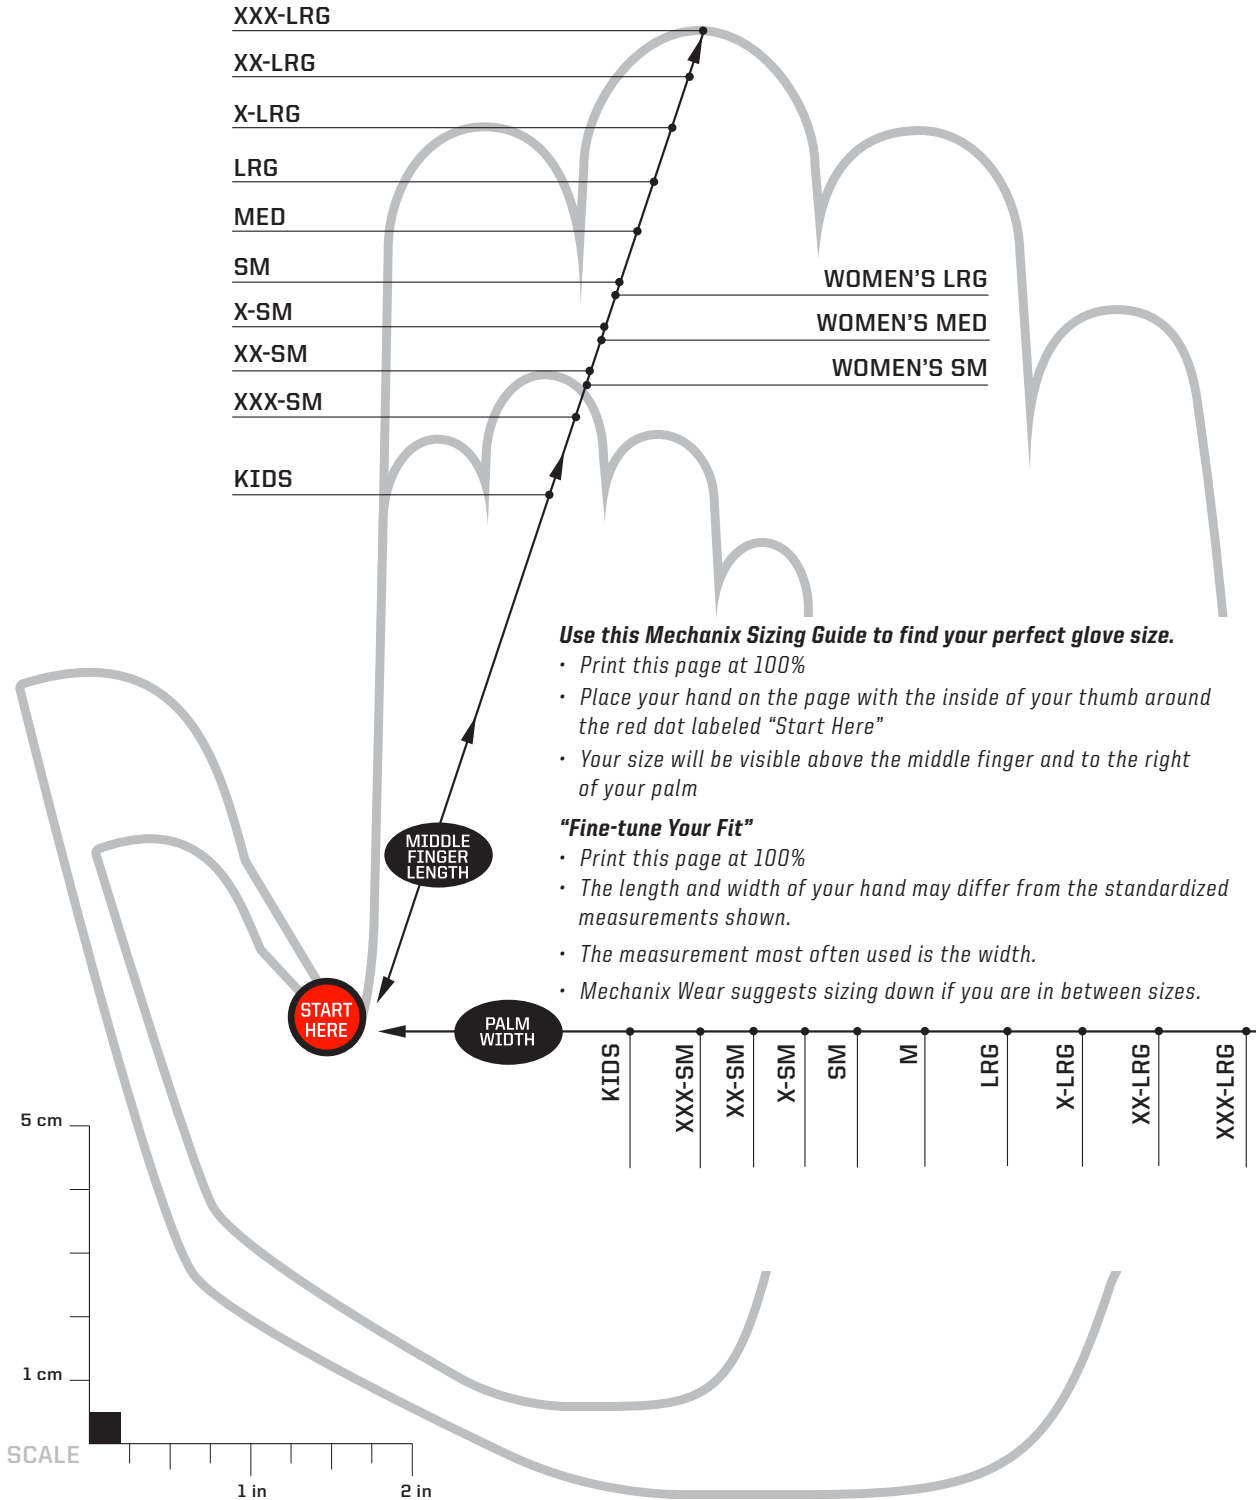 XXX-LRG
XX-LRG
X-LRG
LRG
MED
SM
X-SM
XX-SM
XXX-SM
KIDS
WOMEN'S LRG
WOMEN'S MED
WOMEN'S SM
Use this Mechanix Sizing Guide to find your perfect glove size.
• Print this page at 100%
• Place your hand on the page with the inside of your thumb around
the red dot labeled “Start Here”
• Your size will be visible above the middle finger and to the right
of your palm
“Fine-tune Your Fit”
• Print this page at 100%
• The length and width of your hand may differ from the standardized
measurements shown.
• The measurement most often used is the width.
• Mechanix Wear suggests sizing down if you are in between sizes.
MIDDLE
FINGER
LENGTH
START
HERE
PALM
WIDTH
KIDS
XXX-SM
XX-SM
X-SM
SM
M
LRG
X-LRG
XX-LRG
XXX-LRG
5 cm
1 cm
SCALE
1 in
2 in